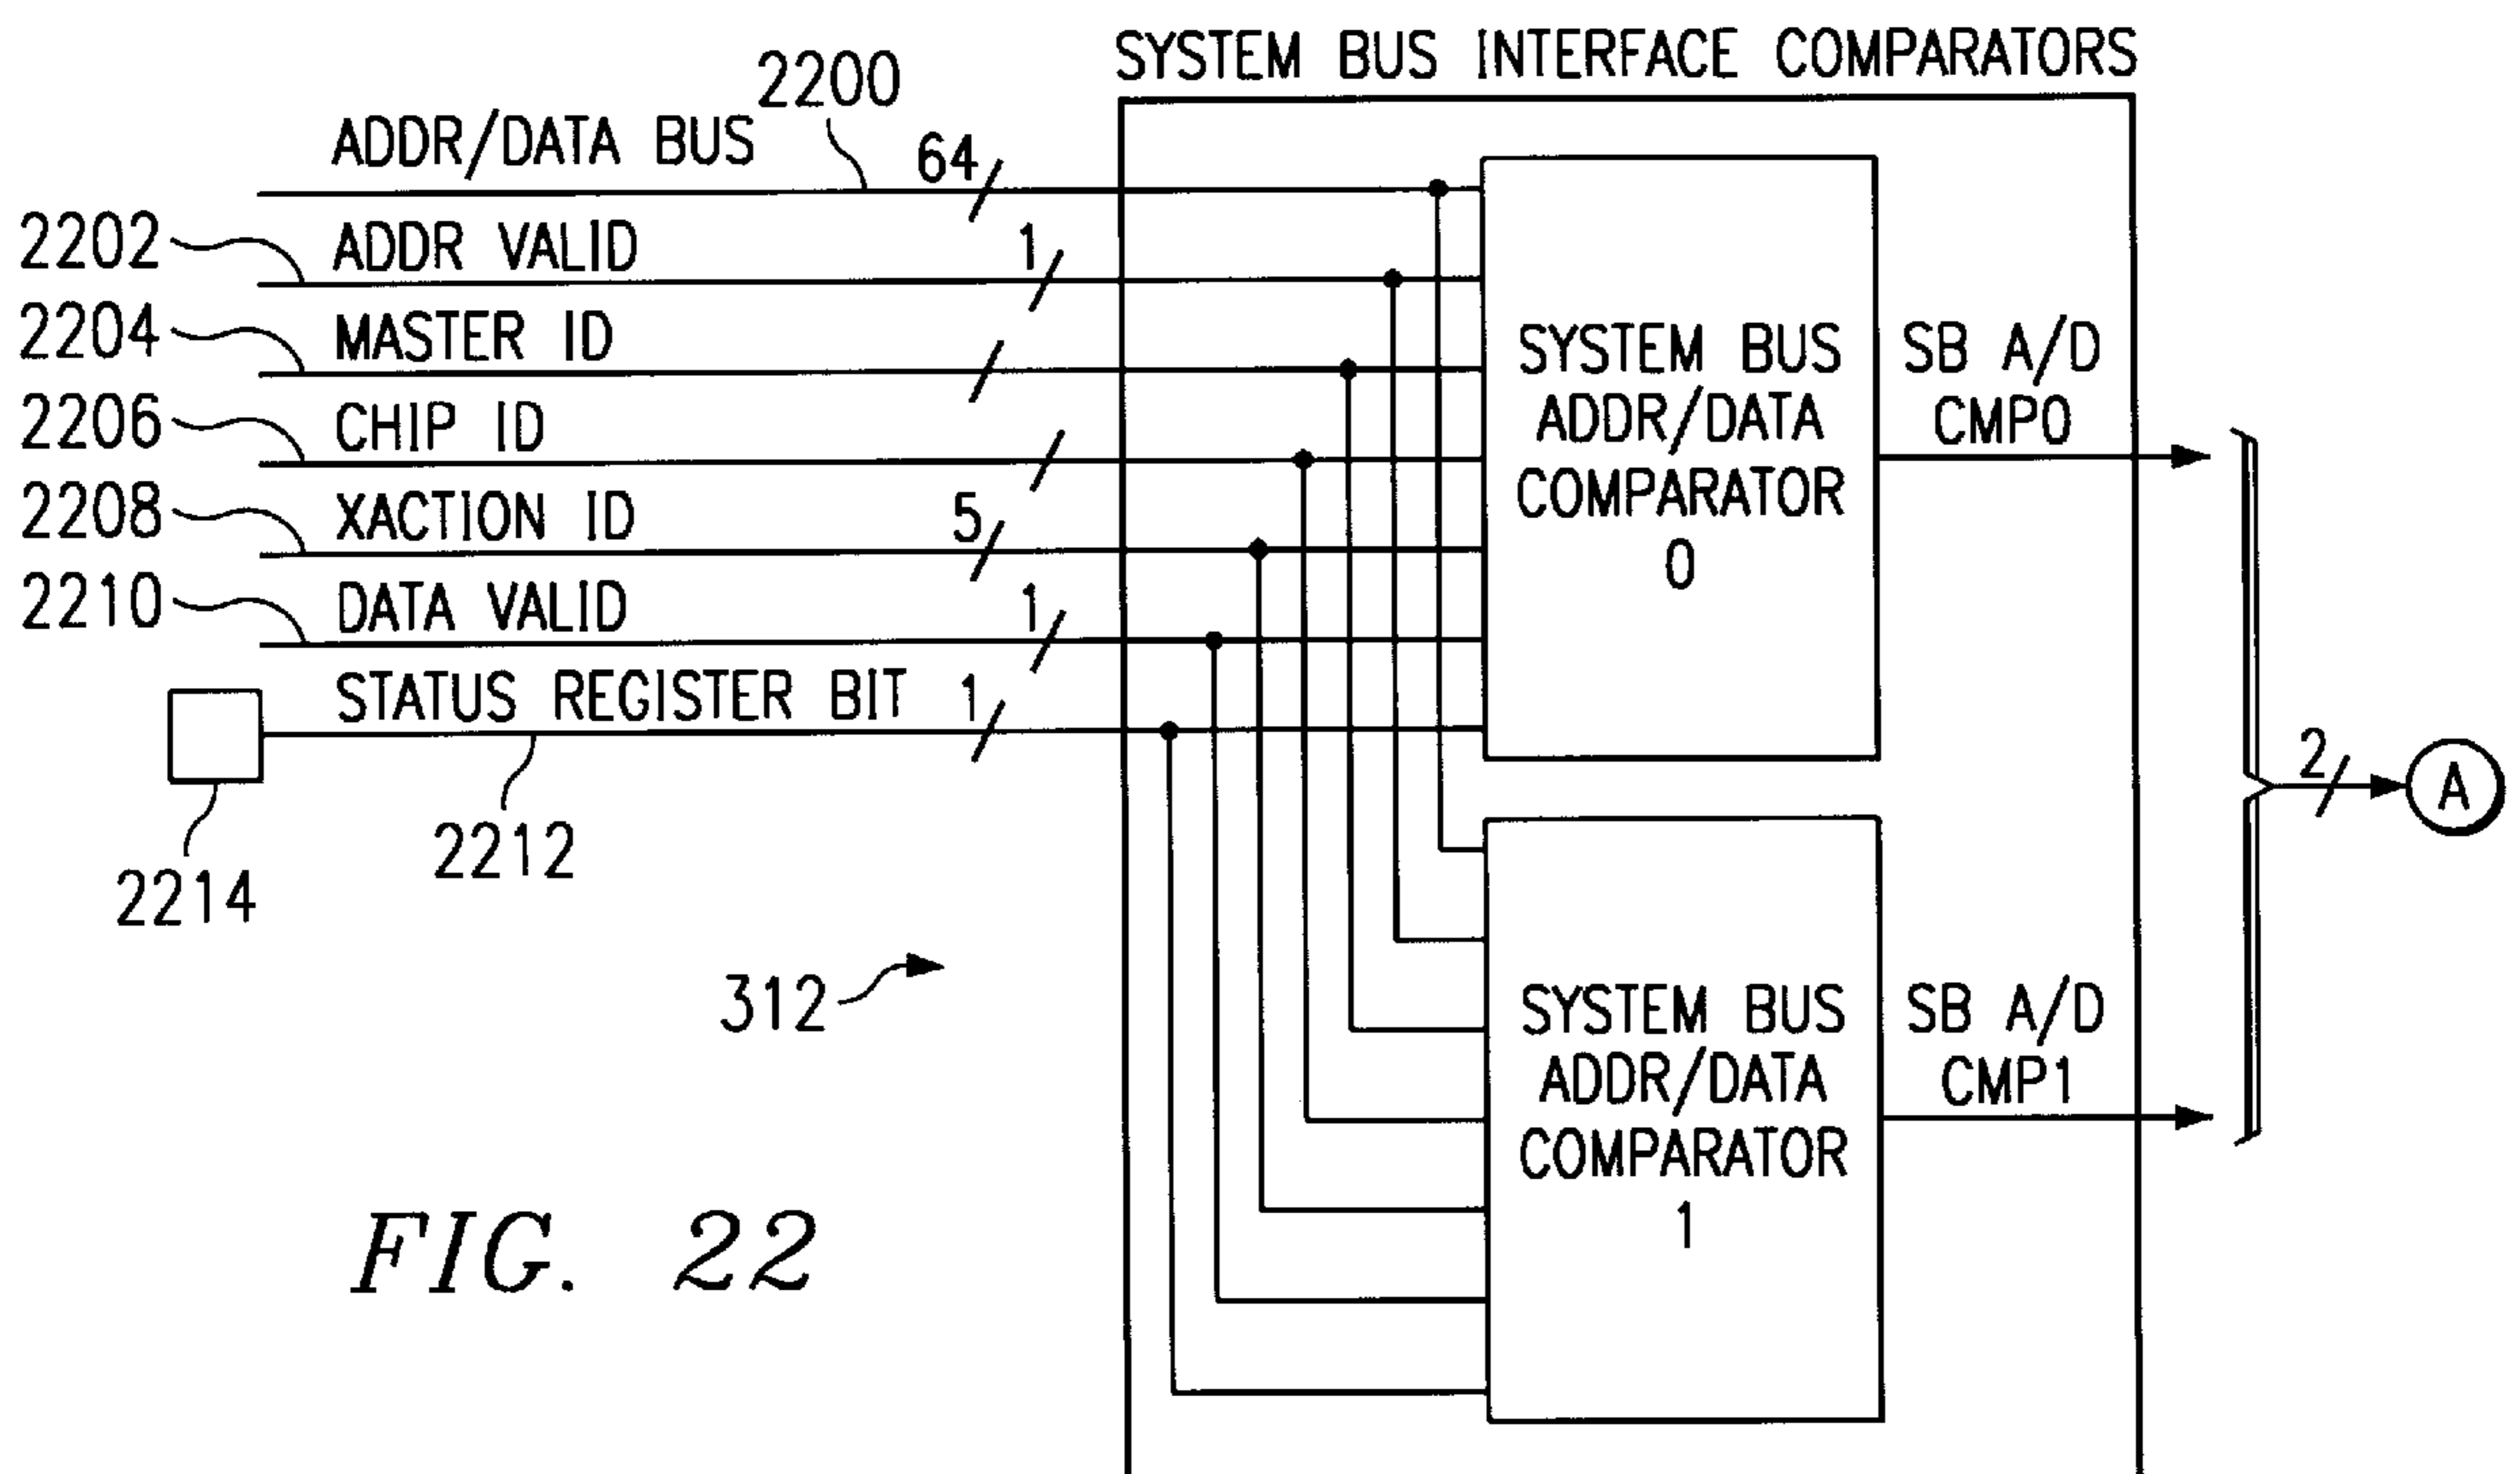 SYSTEM BUS INTERFACE COMPARATORS
2200
ADDR/DATA BUS
64
2202
ADDR VALID
1
2204
MASTER ID
2206
CHIP ID
2208
XACTION ID
5
2210
DATA VALID
1
STATUS REGISTER BIT
1
2212
2214
SYSTEM BUS
ADDR/DATA
COMPARATOR
0
SB A/D
CMP0
2
A
312
SYSTEM BUS
ADDR/DATA
COMPARATOR
1
SB A/D
CMP1
FIG. 22